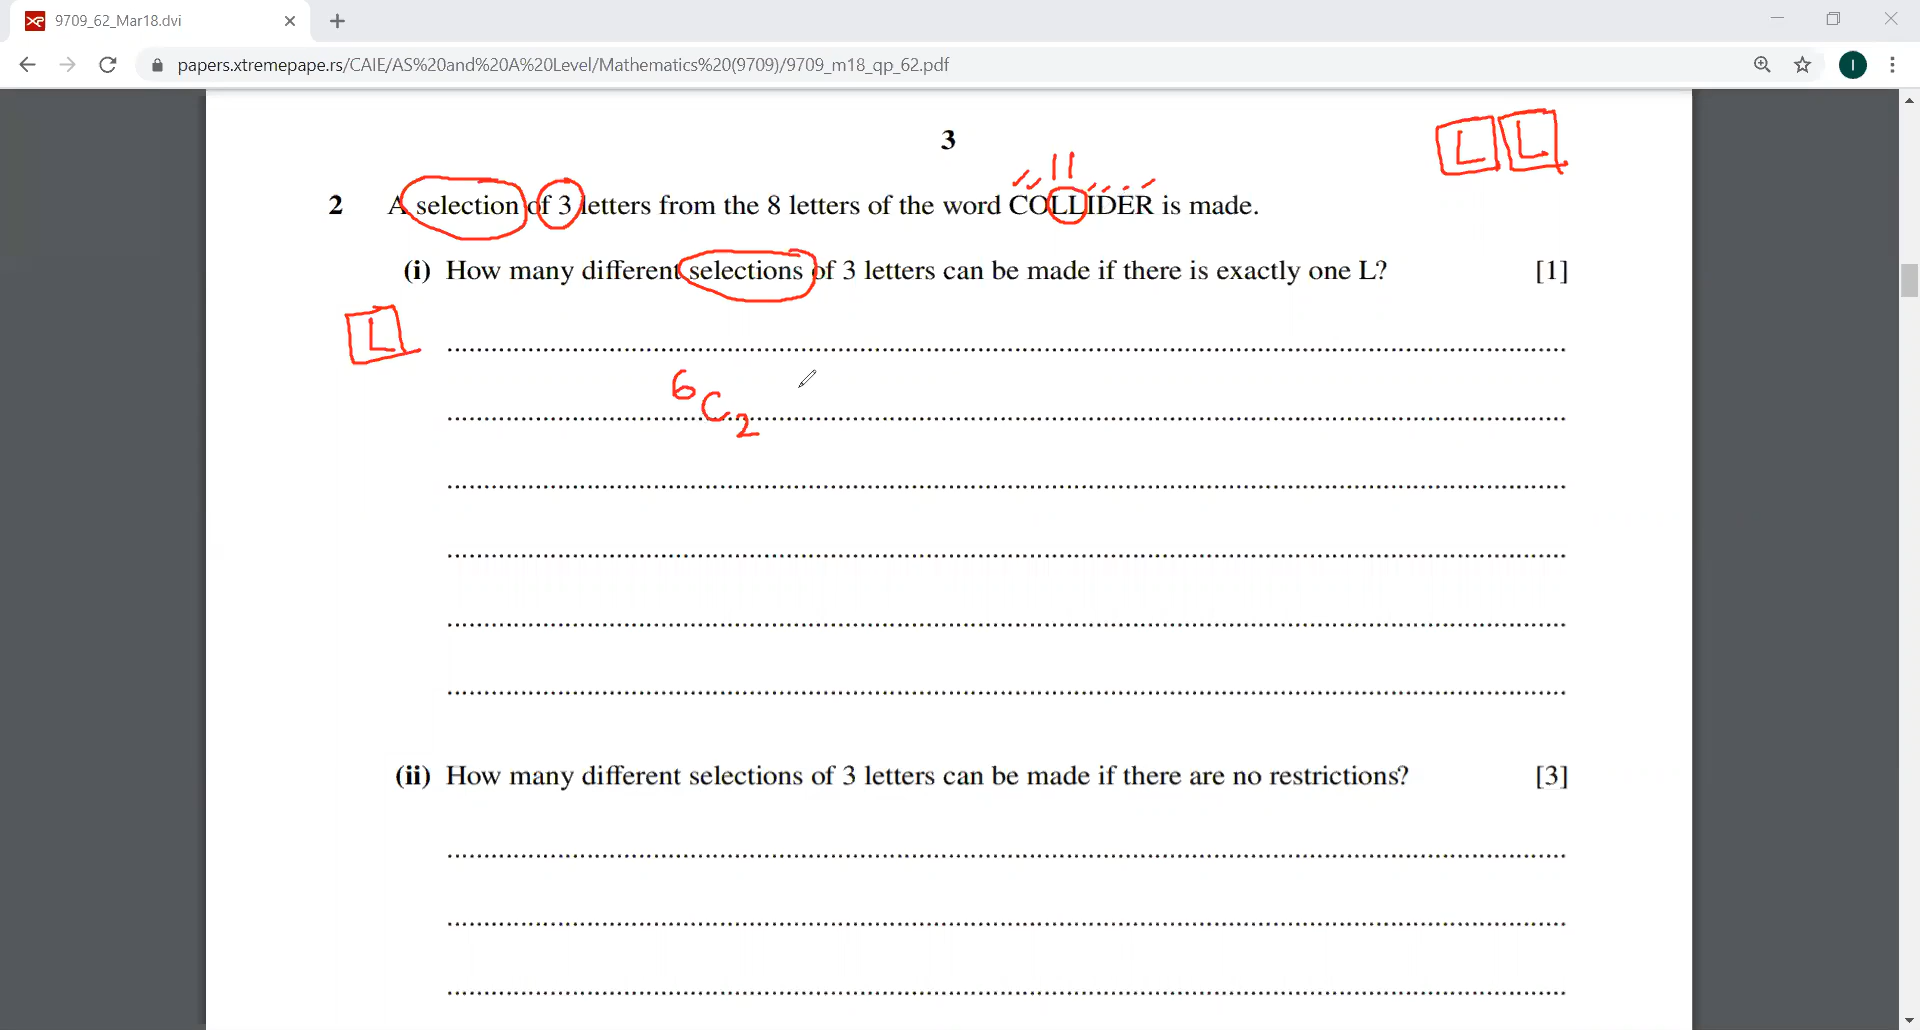 9709_62_Mar18.dvi
papers.xtremepape.rs/CAIE/AS%20and%20A%20Level/Mathematics%20(9709)/9709_m18_qp_62.pdf
I
3
L L
2 A selection of 3 letters from the 8 letters of the word COLLIDER is made.
(i) How many different selections of 3 letters can be made if there is exactly one L? [1]
L
6C2
(ii) How many different selections of 3 letters can be made if there are no restrictions? [3]